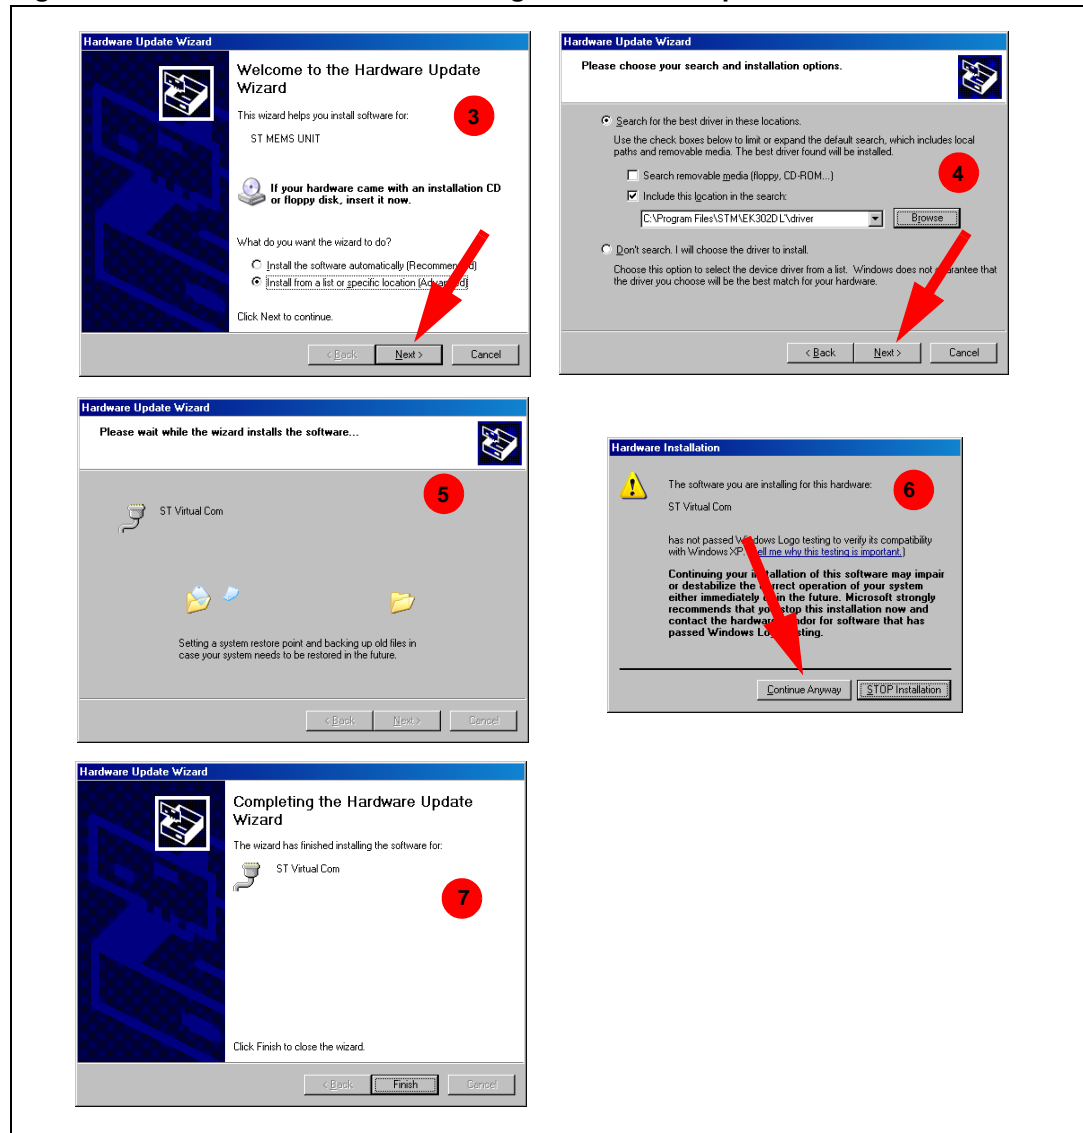 Hardware Update Wizard
Welcome to the Hardware Update
Wizard
3
This wizard helps you install software for:
ST MEMS UNIT
If your hardware came with an installation CD
or floppy disk, insert it now.
What do you want the wizard to do?
Install the software automatically (Recommended)
Install from a list or specific location (Advanced)
Click Next to continue.
< Back
Next >
Cancel
Hardware Update Wizard
Please choose your search and installation options.
Search for the best driver in these locations.
Use the check boxes below to limit or expand the default search, which includes local
paths and removable media. The best driver found will be installed.
Search removable media (floppy, CD-ROM...)
4
Include this location in the search:
C:\Program Files\STM\EK302DL"\driver
Browse
Don't search. I will choose the driver to install.
Choose this option to select the device driver from a list. Windows does not guarantee that
the driver you choose will be the best match for your hardware.
< Back
Next >
Cancel
Hardware Update Wizard
Please wait while the wizard installs the software...
5
ST Virtual Com
Setting a system restore point and backing up old files in
case your system needs to be restored in the future.
< Back
Next >
Cancel
Hardware Installation
The software you are installing for this hardware:
6
ST Virtual Com
has not passed Windows Logo testing to verify its compatibility
with Windows XP. (Tell me why this testing is important.)
Continuing your installation of this software may impair
or destabilize the correct operation of your system
either immediately or in the future. Microsoft strongly
recommends that you stop this installation now and
contact the hardware vendor for software that has
passed Windows Logo testing.
Continue Anyway
STOP Installation
Hardware Update Wizard
Completing the Hardware Update
Wizard
The wizard has finished installing the software for:
ST Virtual Com
7
Click Finish to close the wizard.
< Back
Finish
Cancel